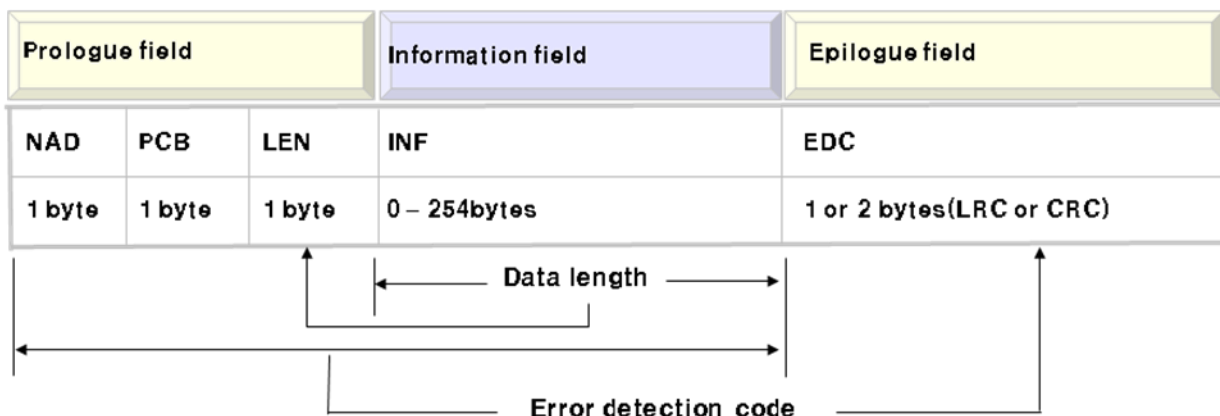 Prologue field Information field Epilogue field
NAD PCB LEN INF EDC
1 byte 1 byte 1 byte 0 – 254bytes 1 or 2 bytes(LRC or CRC)
Data length
Error detection code